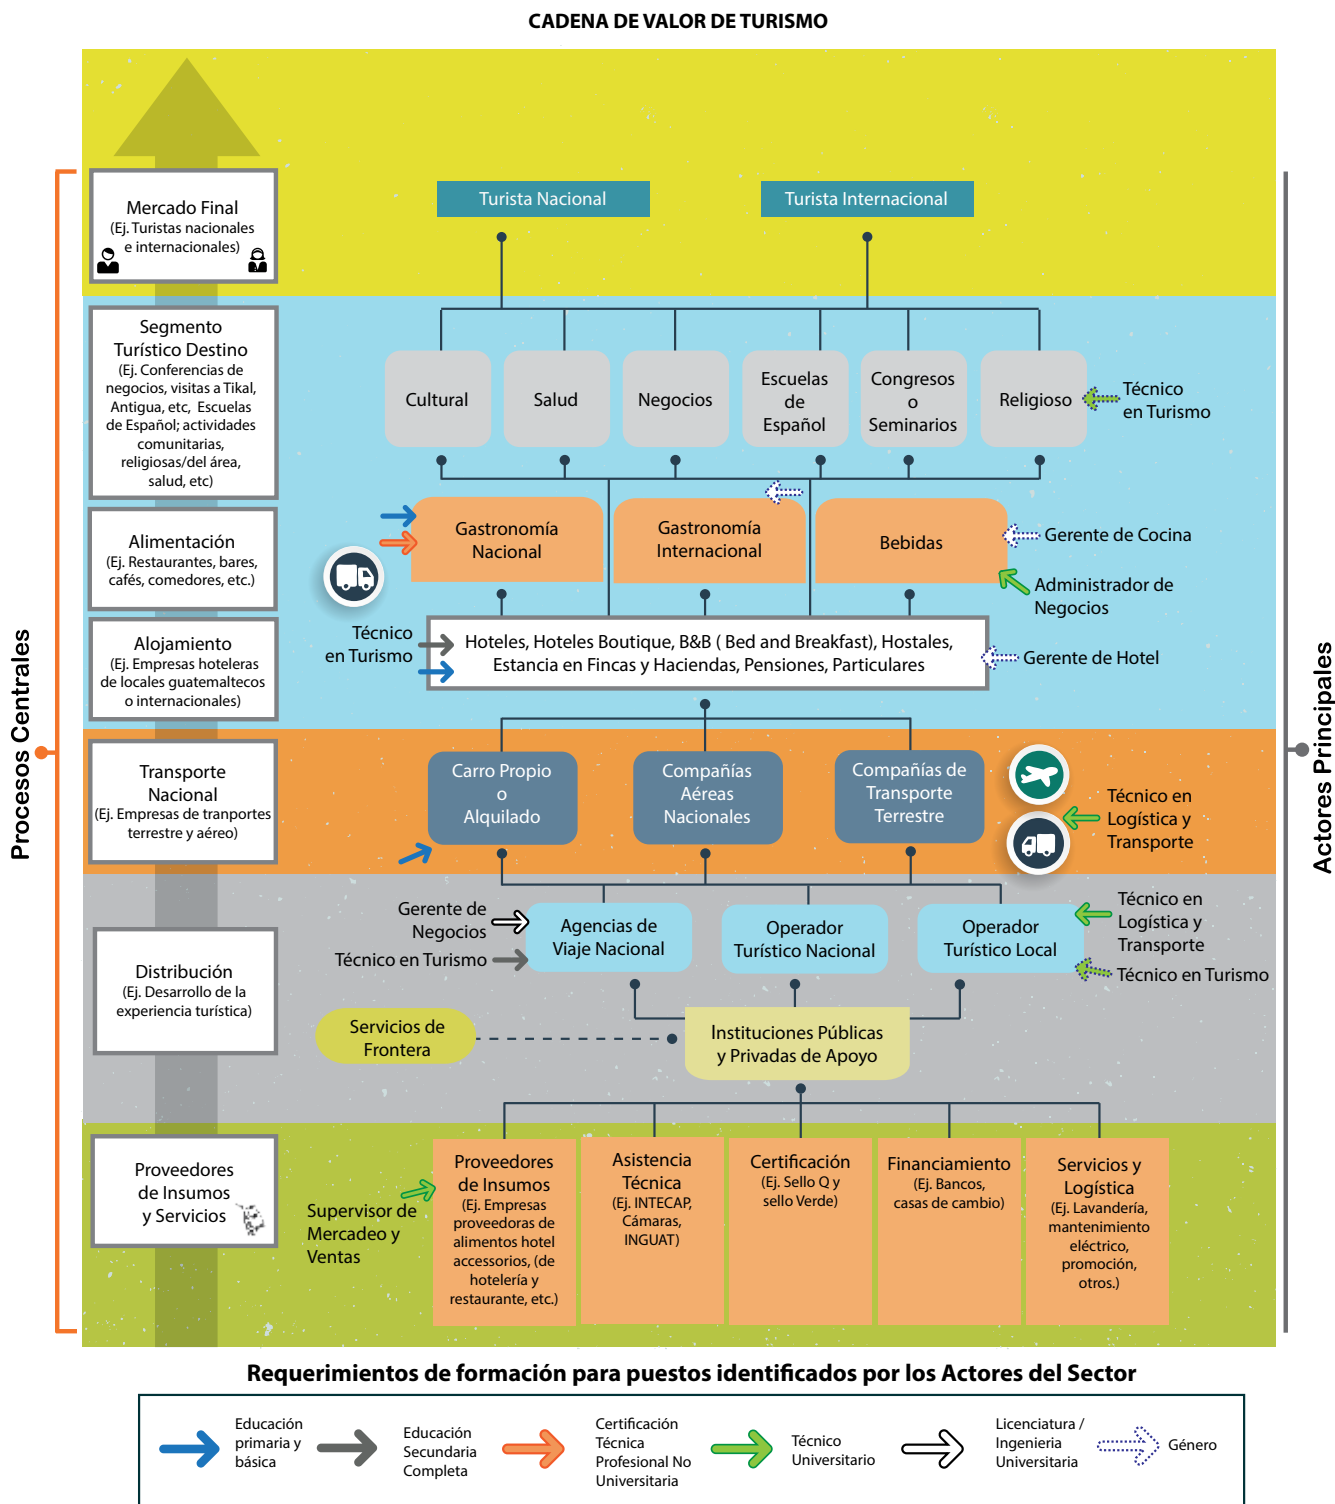 CADENA DE VALOR DE TURISMO
Procesos Centrales
Actores Principales
Mercado Final
(Ej. Turistas nacionales
e internacionales)
Turista Nacional
Turista Internacional
Segmento
Turístico Destino
(Ej. Conferencias de
negocios, visitas a Tikal,
Antigua, etc, Escuelas
de Español; actividades
comunitarias,
religiosas/del área,
salud, etc)
Cultural
Salud
Negocios
Escuelas
de
Español
Congresos
o
Seminarios
Religioso
Técnico
en Turismo
Alimentación
(Ej. Restaurantes, bares,
cafés, comedores, etc.)
Gastronomía
Nacional
Gastronomía
Internacional
Bebidas
Gerente de Cocina
Administrador de
Negocios
Alojamiento
(Ej. Empresas hoteleras
de locales guatemaltecos
o internacionales)
Técnico
en Turismo
Hoteles, Hoteles Boutique, B&B ( Bed and Breakfast), Hostales,
Estancia en Fincas y Haciendas, Pensiones, Particulares
Gerente de Hotel
Transporte
Nacional
(Ej. Empresas de tranportes
terrestre y aéreo)
Carro Propio
o
Alquilado
Compañías
Aéreas
Nacionales
Compañías de
Transporte
Terrestre
Técnico en
Logística y
Transporte
Distribución
(Ej. Desarrollo de la
experiencia turística)
Gerente de
Negocios
Técnico en Turismo
Agencias de
Viaje Nacional
Operador
Turístico Nacional
Operador
Turístico Local
Técnico en
Logística y
Transporte
Técnico en Turismo
Servicios de
Frontera
Instituciones Públicas
y Privadas de Apoyo
Proveedores
de Insumos
y Servicios
Supervisor de
Mercadeo y
Ventas
Proveedores
de Insumos
(Ej. Empresas
proveedoras de
alimentos hotel
accessorios, (de
hotelería y
restaurante, etc.)
Asistencia
Técnica
(Ej. INTECAP,
Cámaras,
INGUAT)
Certificación
(Ej. Sello Q y
sello Verde)
Financiamiento
(Ej. Bancos,
casas de cambio)
Servicios y
Logística
(Ej. Lavandería,
mantenimiento
eléctrico,
promoción,
otros.)
Requerimientos de formación para puestos identificados por los Actores del Sector
Educación
primaria y
básica
Educación
Secundaria
Completa
Certificación
Técnica
Profesional No
Universitaria
Técnico
Universitario
Licenciatura /
Ingenieria
Universitaria
Género